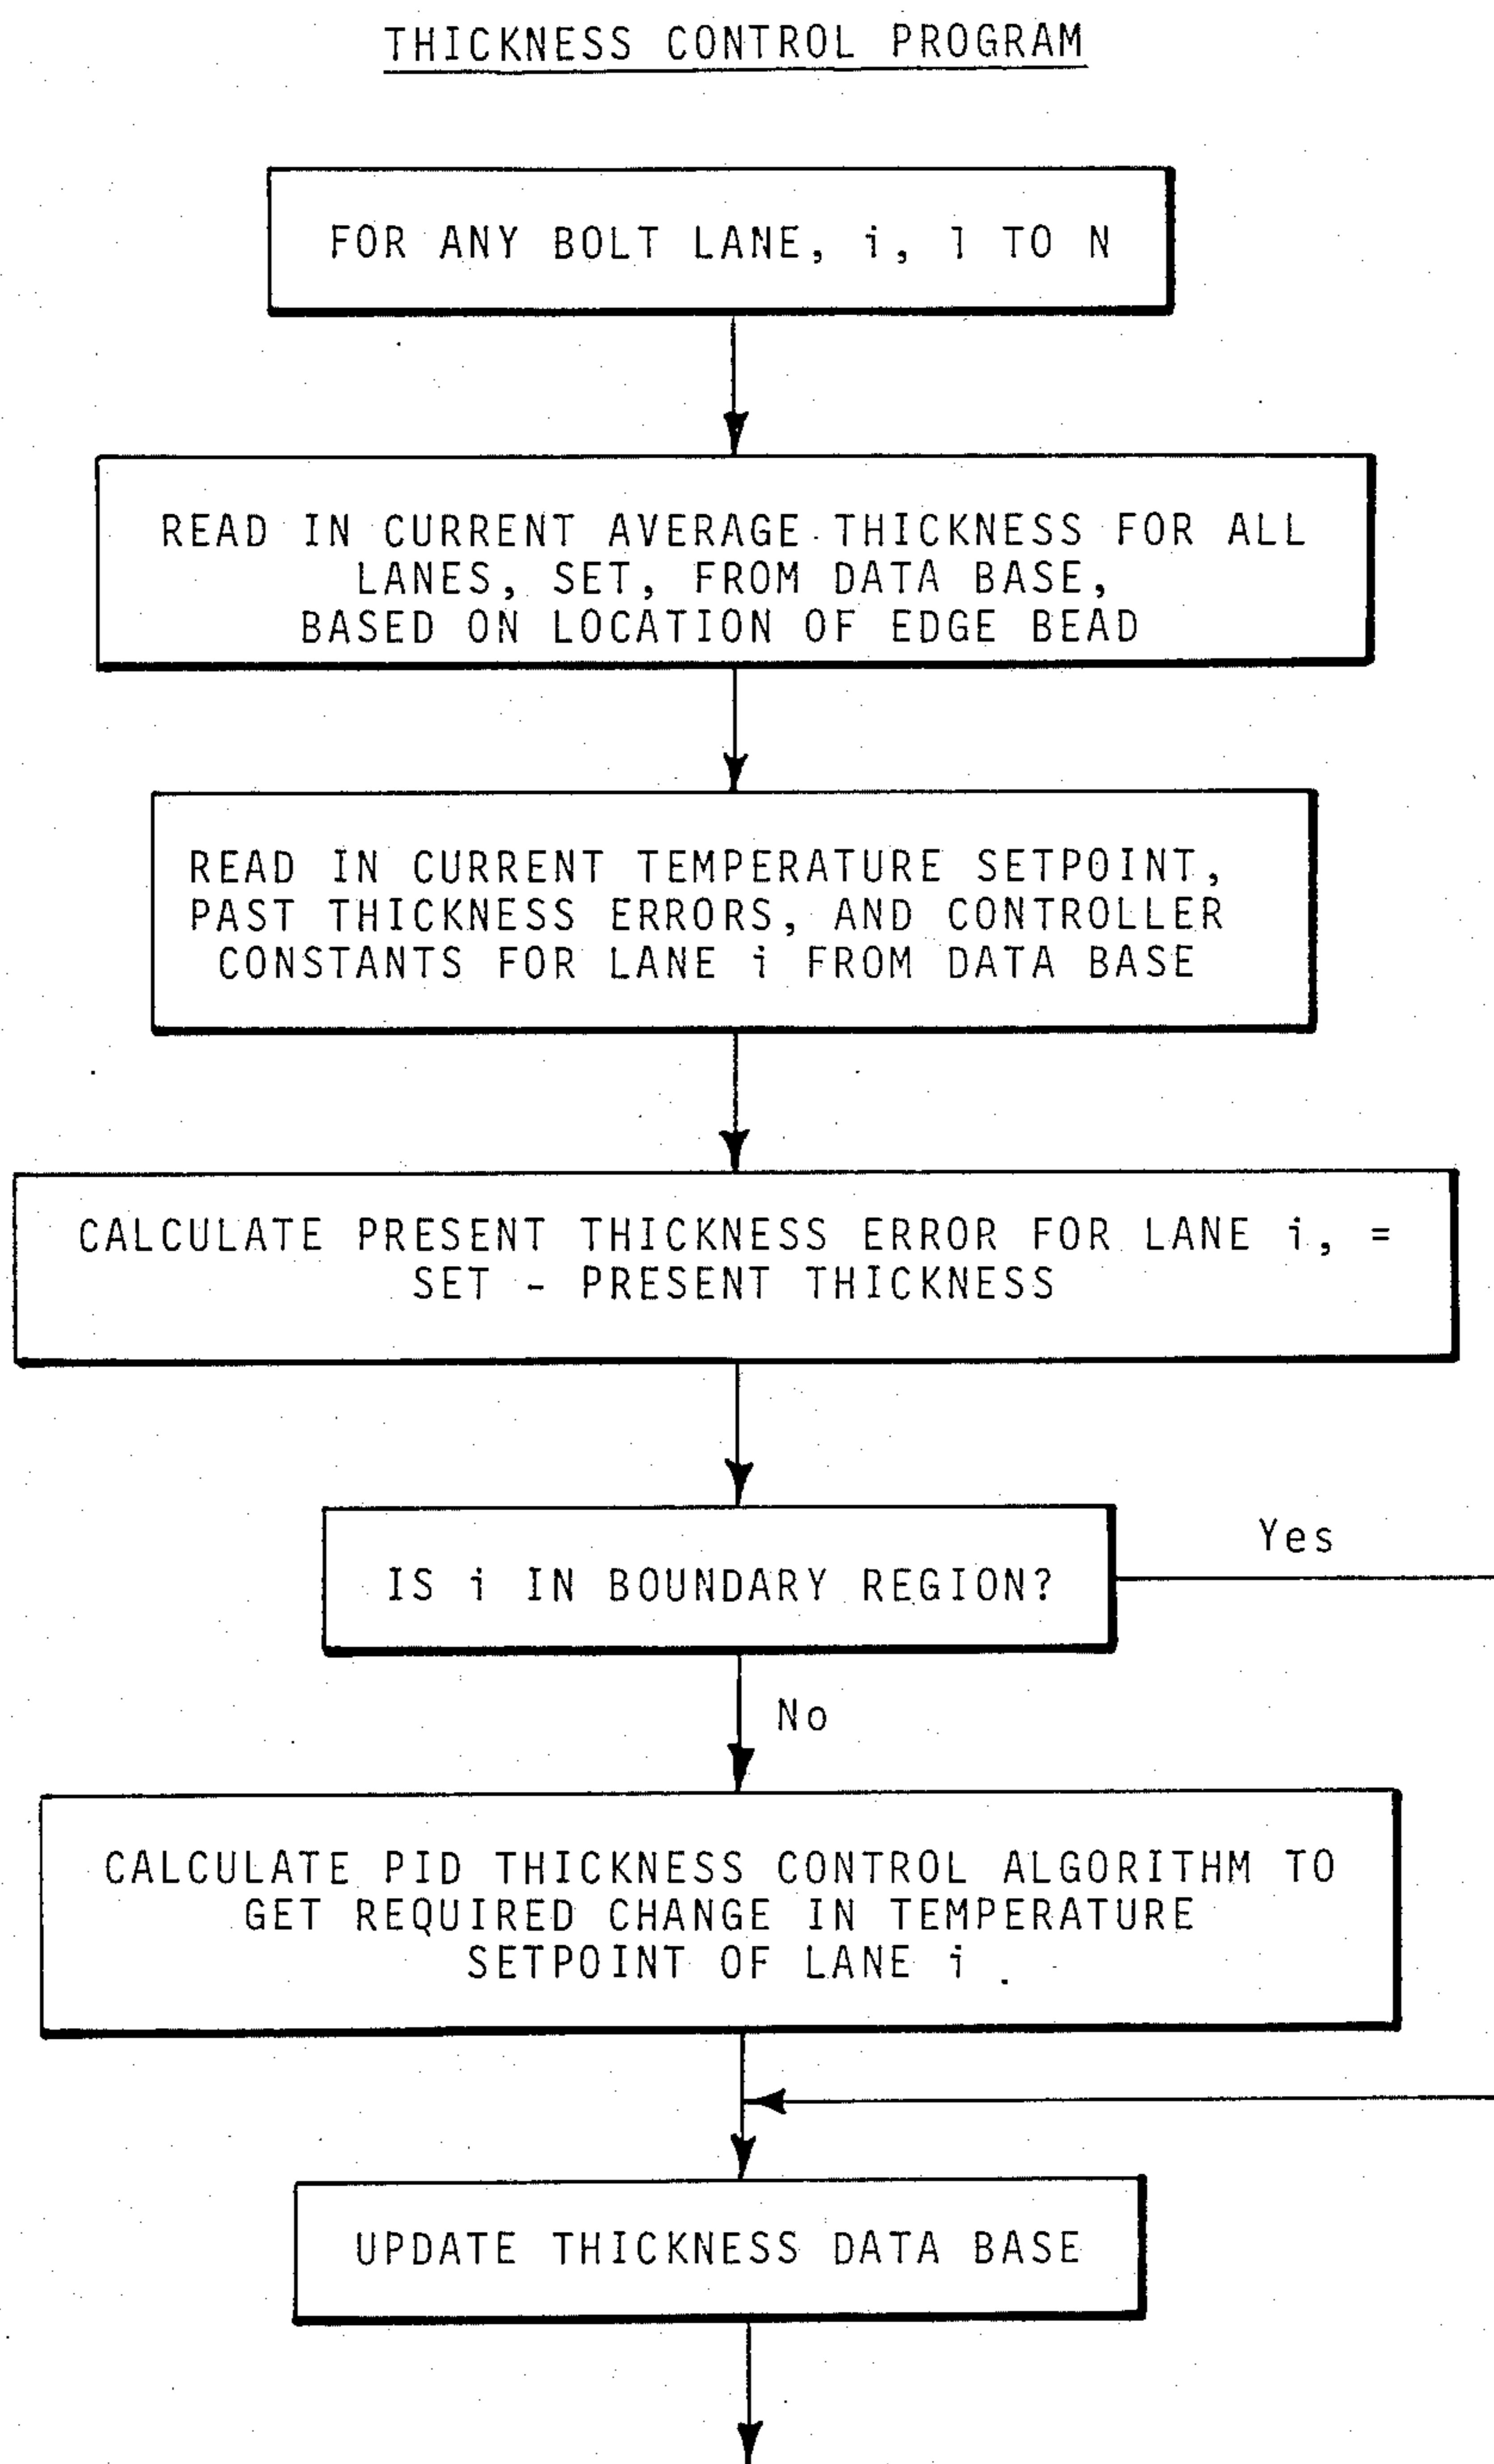 THICKNESS CONTROL PROGRAM
FOR ANY BOLT LANE, i, 1 TO N
READ IN CURRENT AVERAGE THICKNESS FOR ALL
LANES, SET, FROM DATA BASE,
BASED ON LOCATION OF EDGE BEAD
READ IN CURRENT TEMPERATURE SETPOINT,
PAST THICKNESS ERRORS, AND CONTROLLER
CONSTANTS FOR LANE i FROM DATA BASE
CALCULATE PRESENT THICKNESS ERROR FOR LANE i, =
SET - PRESENT THICKNESS
IS i IN BOUNDARY REGION?
Yes
No
CALCULATE PID THICKNESS CONTROL ALGORITHM TO
GET REQUIRED CHANGE IN TEMPERATURE
SETPOINT OF LANE i .
UPDATE THICKNESS DATA BASE